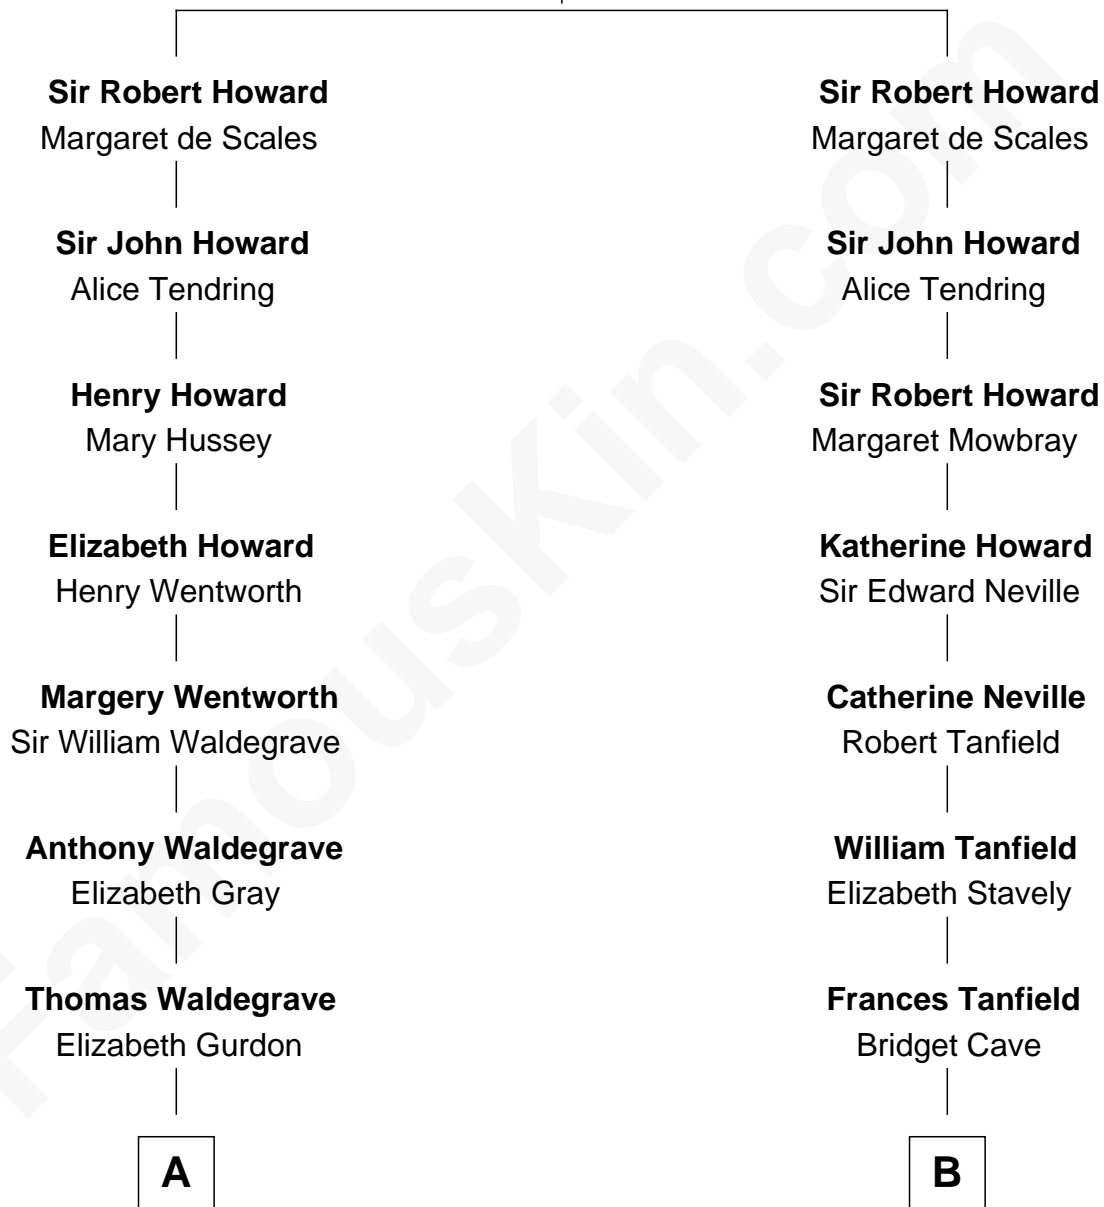 Sir Robert Howard
Margaret de Scales
Sir John Howard
Alice Tendring
Henry Howard
Mary Hussey
Elizabeth Howard
Henry Wentworth
Margery Wentworth
Sir William Waldegrave
Anthony Waldegrave
Elizabeth Gray
Thomas Waldegrave
Elizabeth Gurdon
A
Sir Robert Howard
Margaret de Scales
Sir John Howard
Alice Tendring
Sir Robert Howard
Margaret Mowbray
Katherine Howard
Sir Edward Neville
Catherine Neville
Robert Tanfield
William Tanfield
Elizabeth Stavely
Frances Tanfield
Bridget Cave
B
FamousKin.com